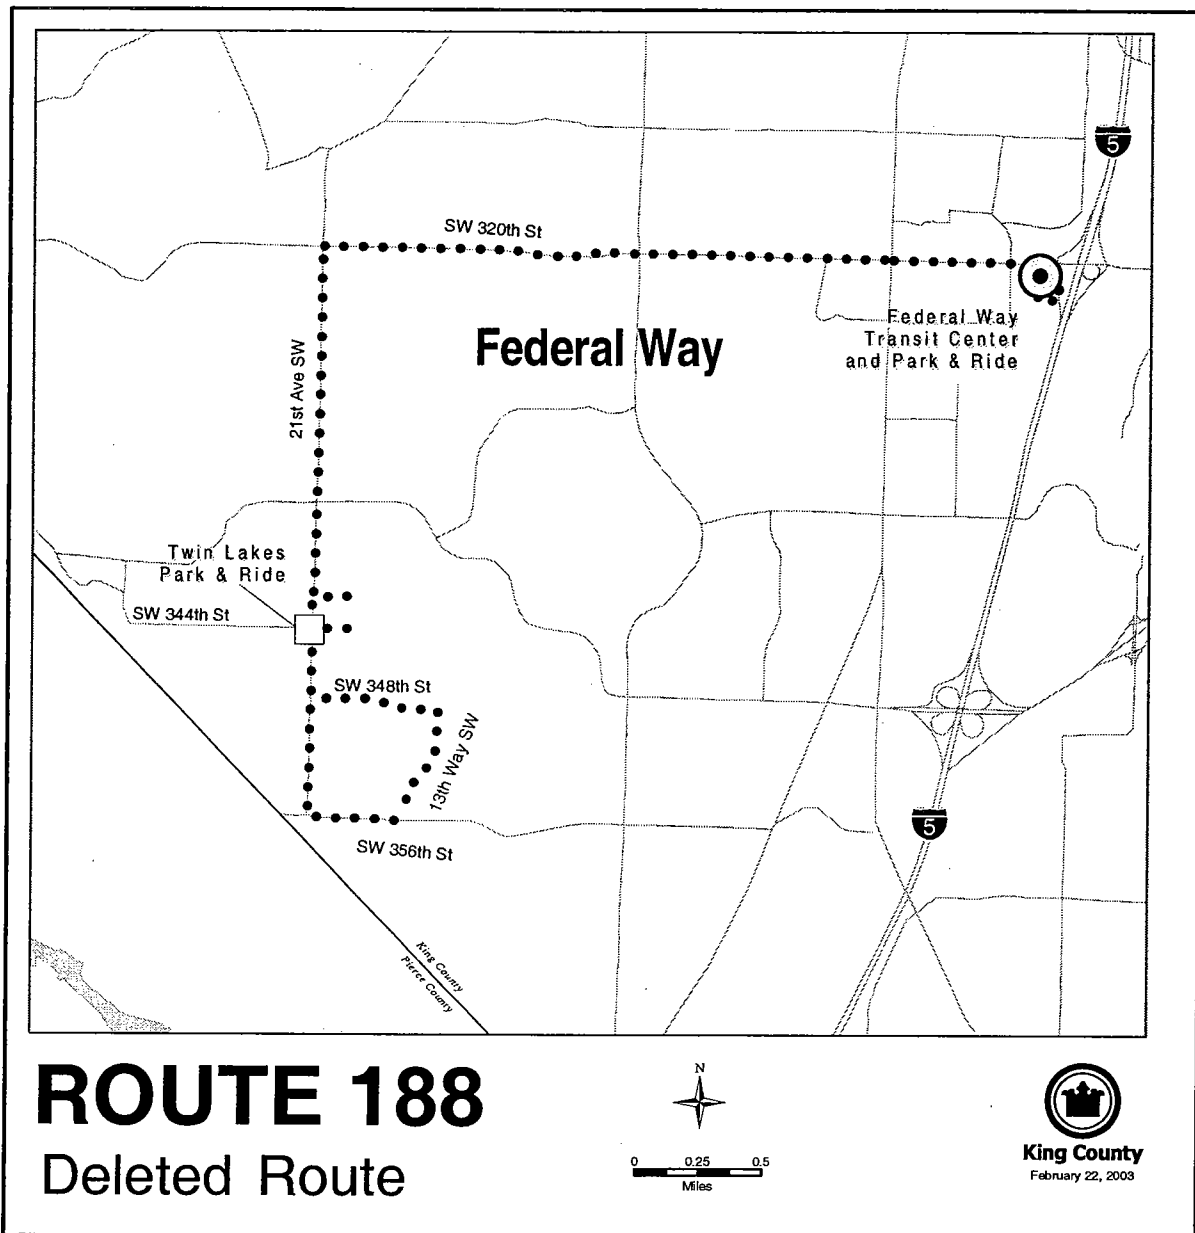 5
SW 320th St
Federal Way
Transit Center
and Park & Ride
Federal Way
21st Ave SW
Twin Lakes
Park & Ride
SW 344th St
SW 348th St
13th Way SW
5
SW 356th St
King County
Pierce County
ROUTE 188
Deleted Route
N
0 0.25 0.5
Miles
King County
February 22, 2003